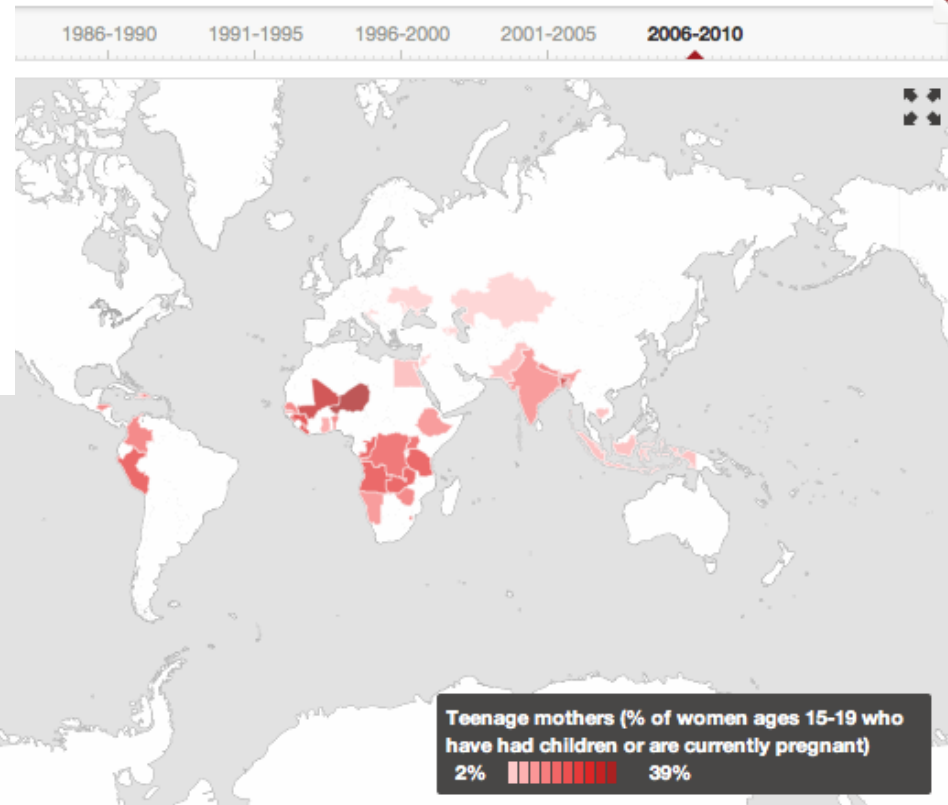 1986-1990 1991-1995 1996-2000 2001-2005 2006-2010
Teenage mothers (% of women ages 15-19 who
have had children or are currently pregnant)
2% 39%